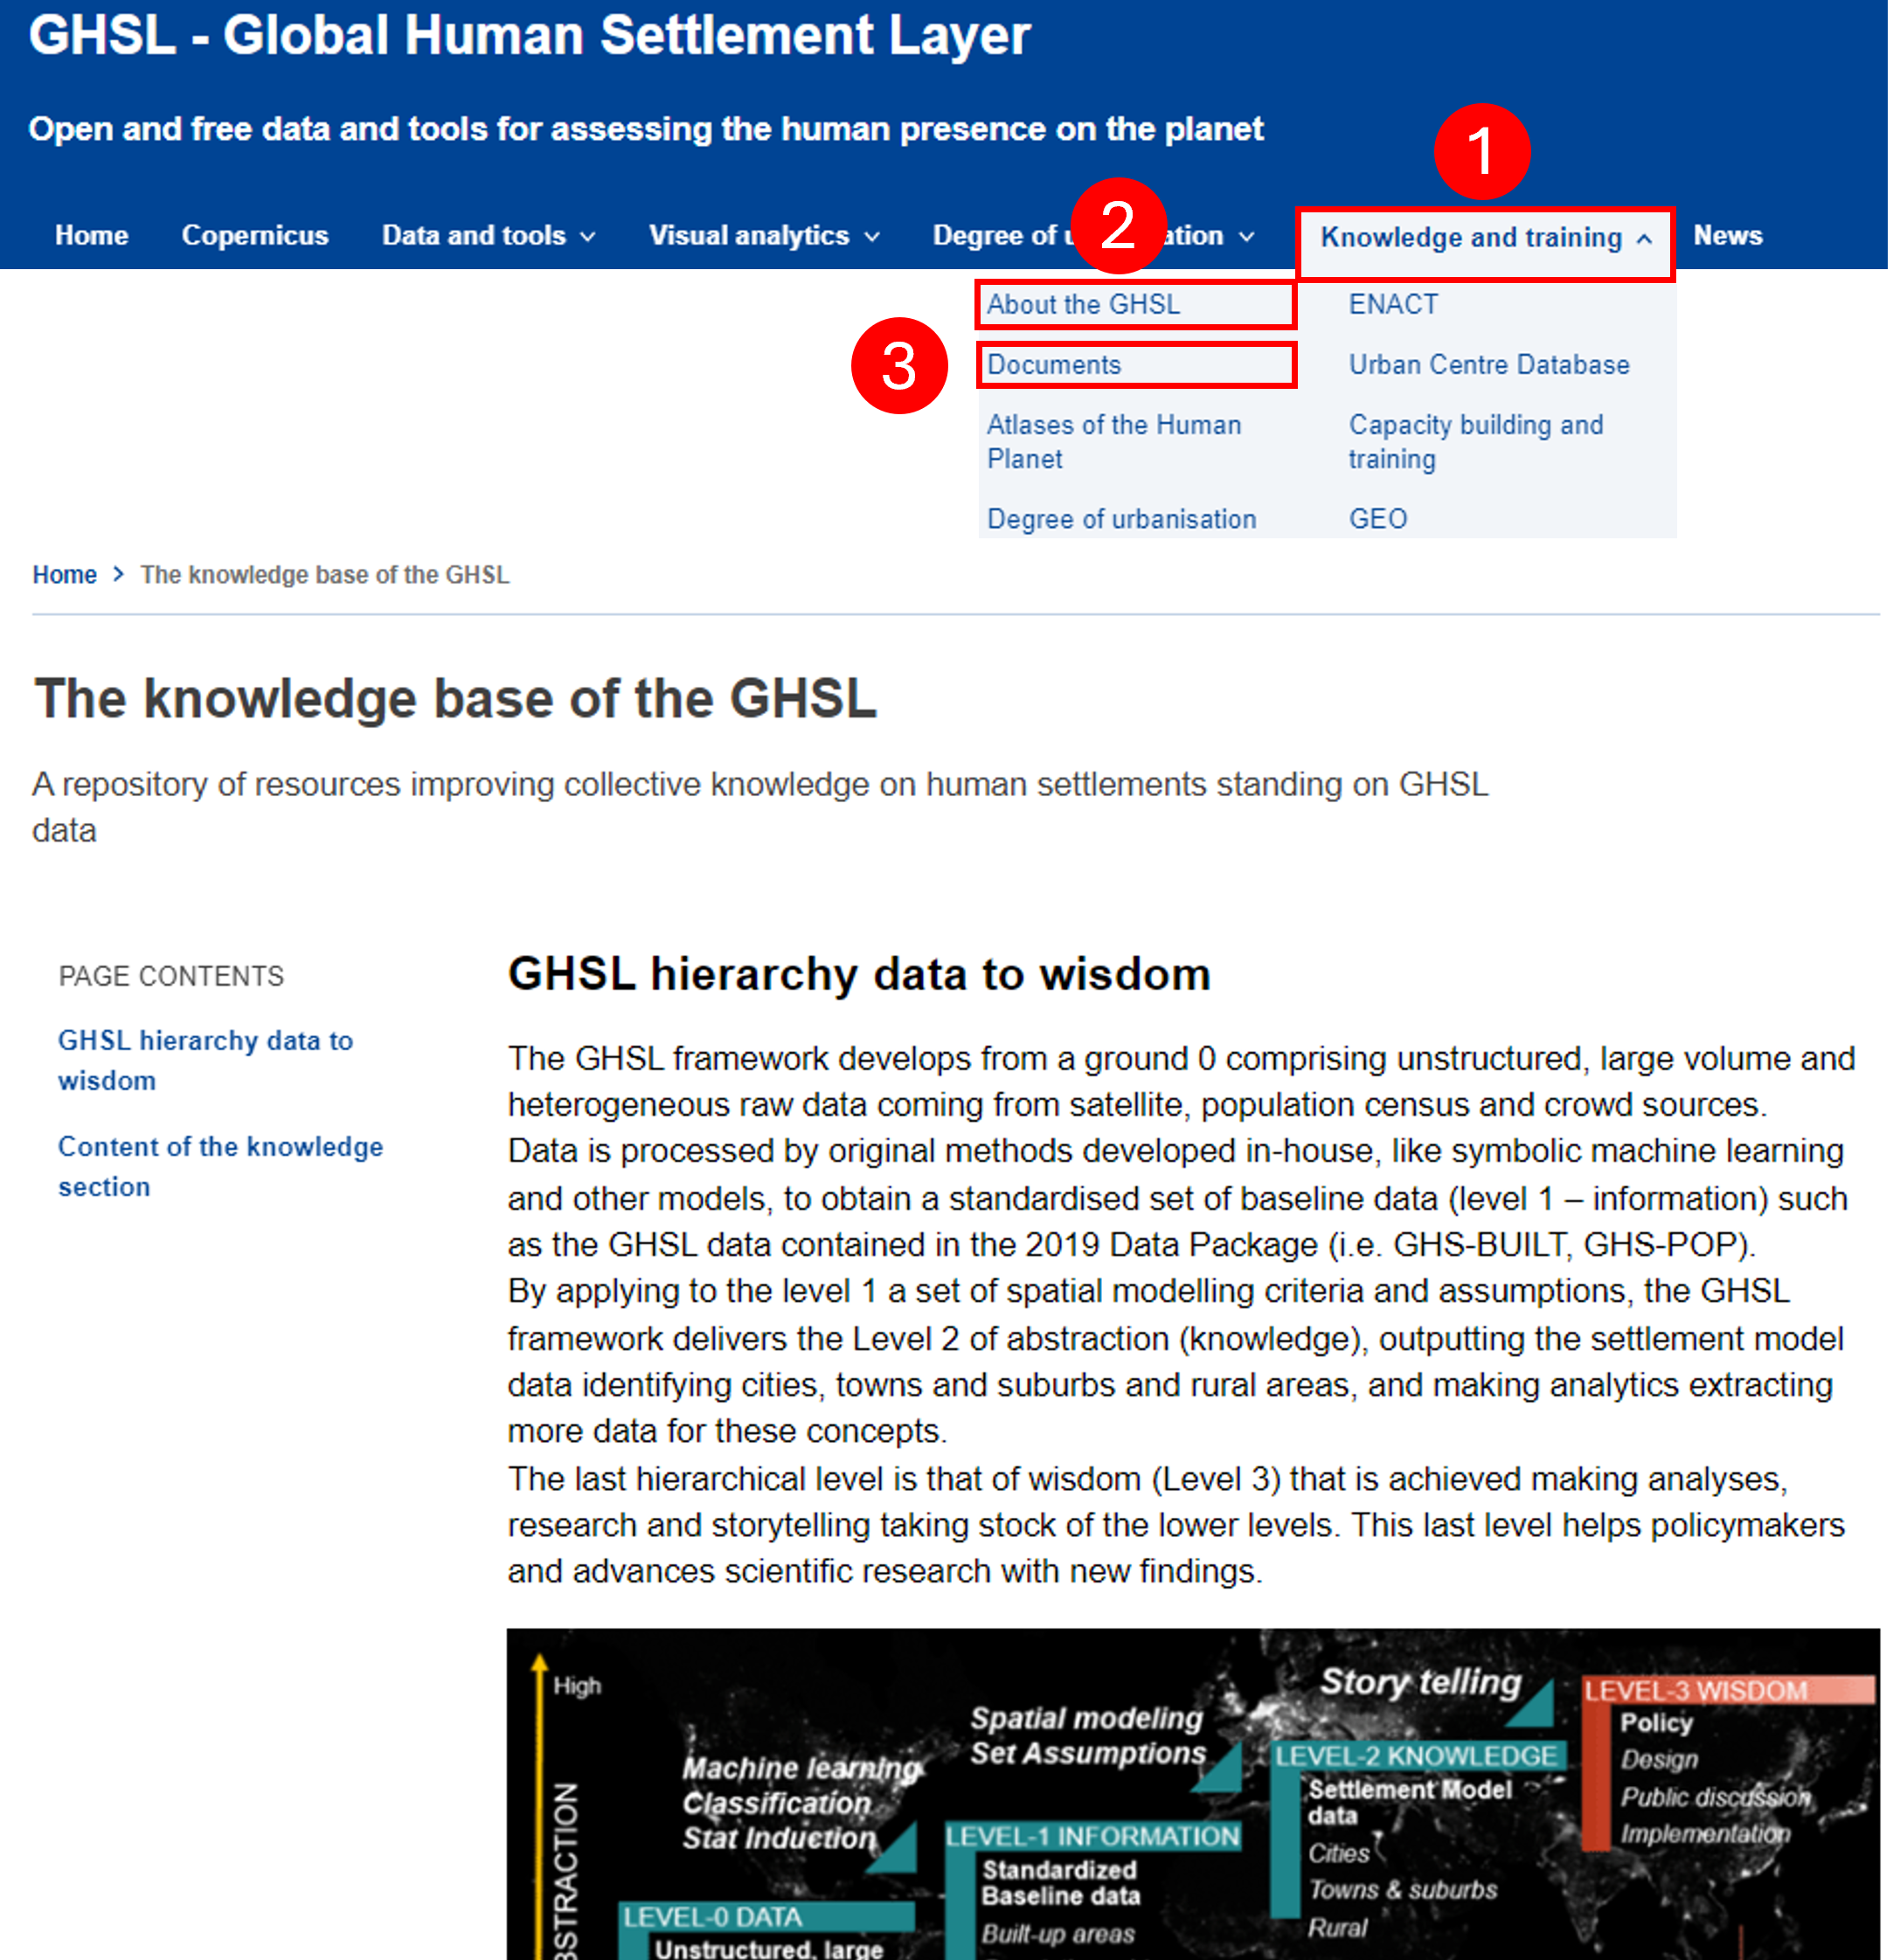 GHSL - Global Human Settlement Layer
Open and free data and tools for assessing the human presence on the planet
1
2
Home Copernicus Data and tools Visual analytics Degree of u ation Knowledge and training News
About the GHSL ENACT
3
Documents Urban Centre Database
Atlases of the Human Capacity building and
Planet training
Degree of urbanisation GEO
Home > The knowledge base of the GHSL
The knowledge base of the GHSL
A repository of resources improving collective knowledge on human settlements standing on GHSL
data
PAGE CONTENTS
GHSL hierarchy data to
wisdom
Content of the knowledge
section
GHSL hierarchy data to wisdom
The GHSL framework develops from a ground 0 comprising unstructured, large volume and
heterogeneous raw data coming from satellite, population census and crowd sources.
Data is processed by original methods developed in-house, like symbolic machine learning
and other models, to obtain a standardised set of baseline data (level 1 – information) such
as the GHSL data contained in the 2019 Data Package (i.e. GHS-BUILT, GHS-POP).
By applying to the level 1 a set of spatial modelling criteria and assumptions, the GHSL
framework delivers the Level 2 of abstraction (knowledge), outputting the settlement model
data identifying cities, towns and suburbs and rural areas, and making analytics extracting
more data for these concepts.
The last hierarchical level is that of wisdom (Level 3) that is achieved making analyses,
research and storytelling taking stock of the lower levels. This last level helps policymakers
and advances scientific research with new findings.
High
BSTRACTION
Machine learning
Classification
Stat Induction
LEVEL-0 DATA
Unstructured, large
Spatial modeling
Set Assumptions
LEVEL-1 INFORMATION
Standardized
Baseline data
Built-up areas
Story telling
LEVEL-2 KNOWLEDGE
Settlement Model
data
Cities
Towns & suburbs
Rural
LEVEL-3 WISDOM
Policy
Design
Public discussion
Implementation